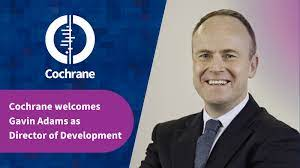 Cochrane
Cochrane welcomes
Gavin Adams as
Director of Development